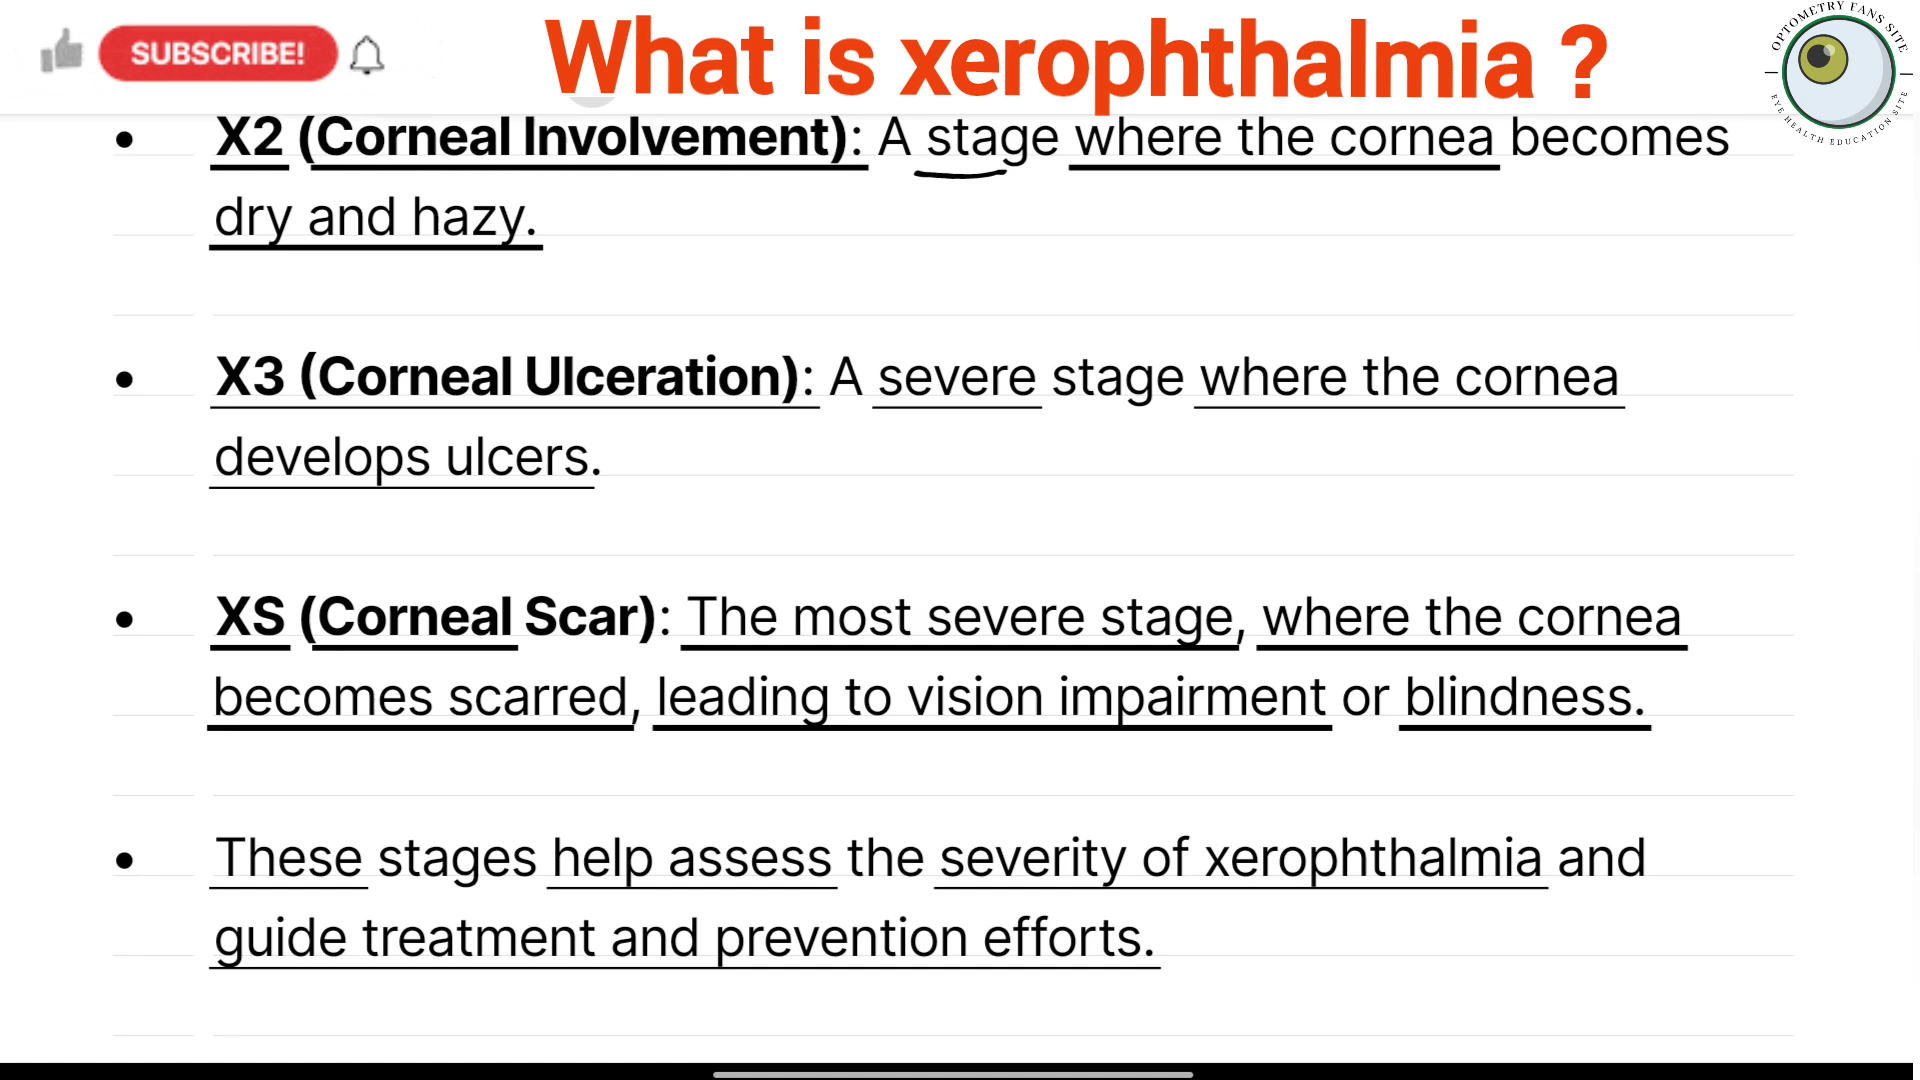 SUBSCRIBE!
What is xerophthalmia ?
OPTOMETRY FANS SITE
EYE HEALTH EDUCATION SITE
• X2 (Corneal Involvement): A stage where the cornea becomes
dry and hazy.
• X3 (Corneal Ulceration): A severe stage where the cornea
develops ulcers.
• XS (Corneal Scar): The most severe stage, where the cornea
becomes scarred, leading to vision impairment or blindness.
• These stages help assess the severity of xerophthalmia and
guide treatment and prevention efforts.